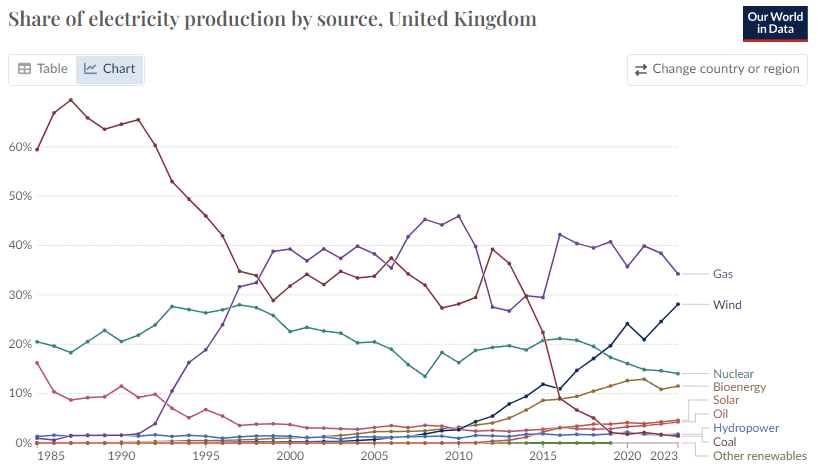 Share of electricity production by source, United Kingdom
Our World
in Data
Table
Chart
Change country or region
60%
50%
40%
30%
20%
10%
0%
1985
1990
1995
2000
2005
2010
2015
2020
2023
Gas
Wind
Nuclear
Bioenergy
Solar
Oil
Hydropower
Coal
Other renewables